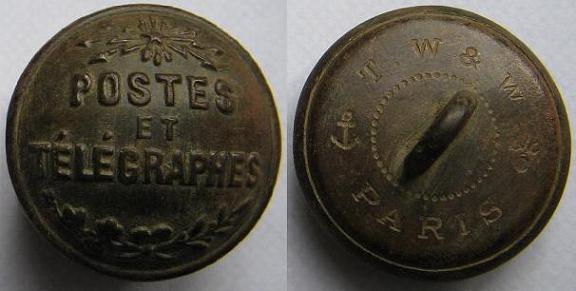 POSTES
ET
TÉLÉGRAPHES
T. W & W
PARIS